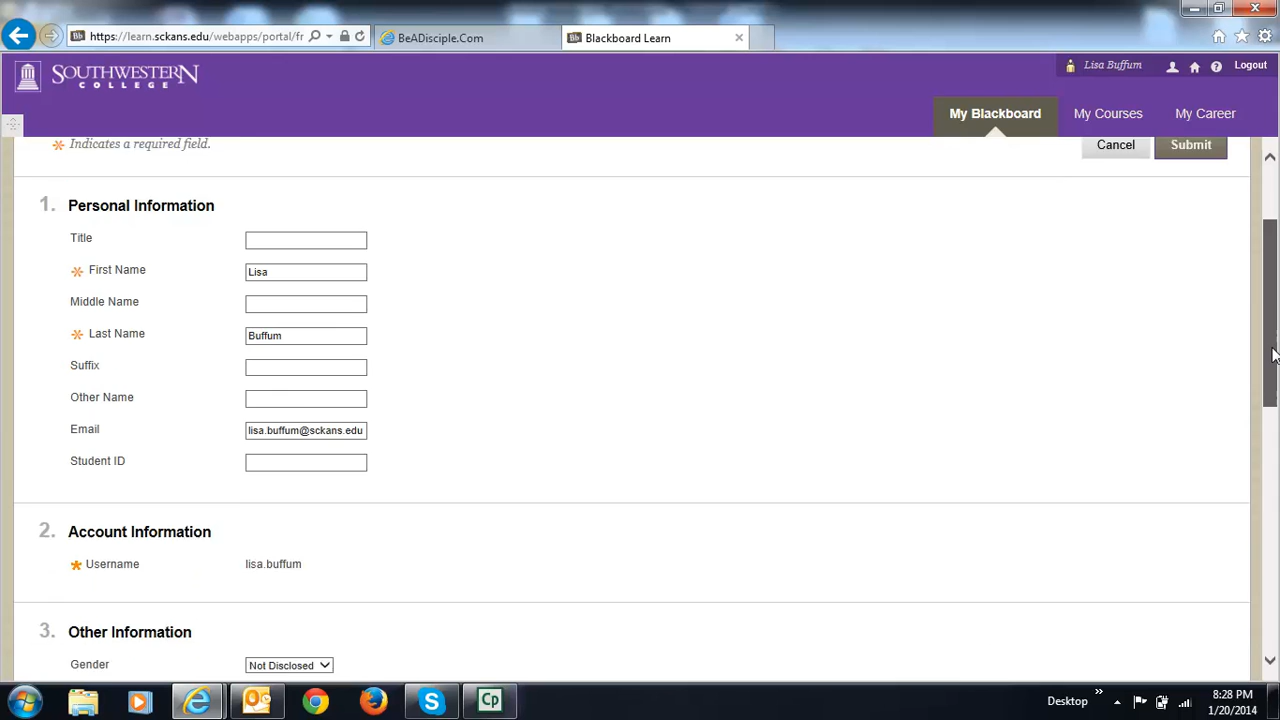 https://learn.sckans.edu/webapps/portal/fr
BeADisciple.Com
Blackboard Learn
SOUTHWESTERN
COLLEGE
Lisa Buffum
Logout
My Blackboard
My Courses
My Career
Indicates a required field.
Cancel
Submit
1. Personal Information
Title
First Name Lisa
Middle Name
Last Name Buffum
Suffix
Other Name
Email lisa.buffum@sckans.edu
Student ID
2. Account Information
Username lisa.buffum
3. Other Information
Gender Not Disclosed
Desktop
8:28 PM
1/20/2014